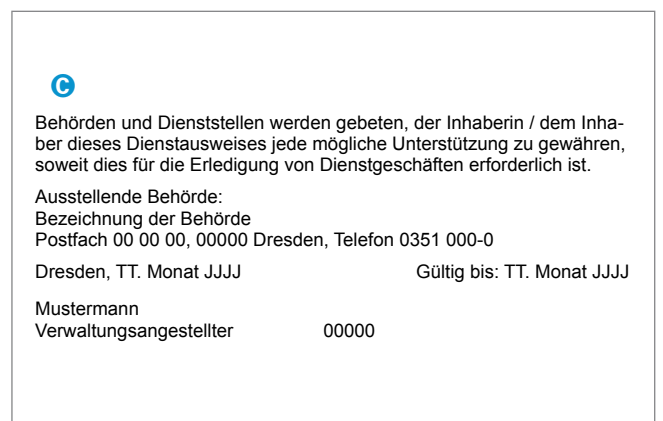 C
Behörden und Dienststellen werden gebeten, der Inhaberin / dem Inha-
ber dieses Dienstausweises jede mögliche Unterstützung zu gewähren,
soweit dies für die Erledigung von Dienstgeschäften erforderlich ist.
Ausstellende Behörde:
Bezeichnung der Behörde
Postfach 00 00 00, 00000 Dresden, Telefon 0351 000-0
Dresden, TT. Monat JJJJ Gültig bis: TT. Monat JJJJ
Mustermann
Verwaltungsangestellter 00000